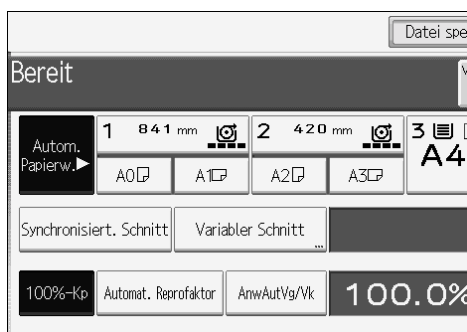 Datei spe
Bereit
Autom. Papierw.▶
1 841 mm
2 420 mm
3
A4
A0 A1 A2 A3
Synchronisiert. Schnitt Variabler Schnitt ...
100%-Kp Automat. Reprofaktor AnwAutVg/Vk 100.0%